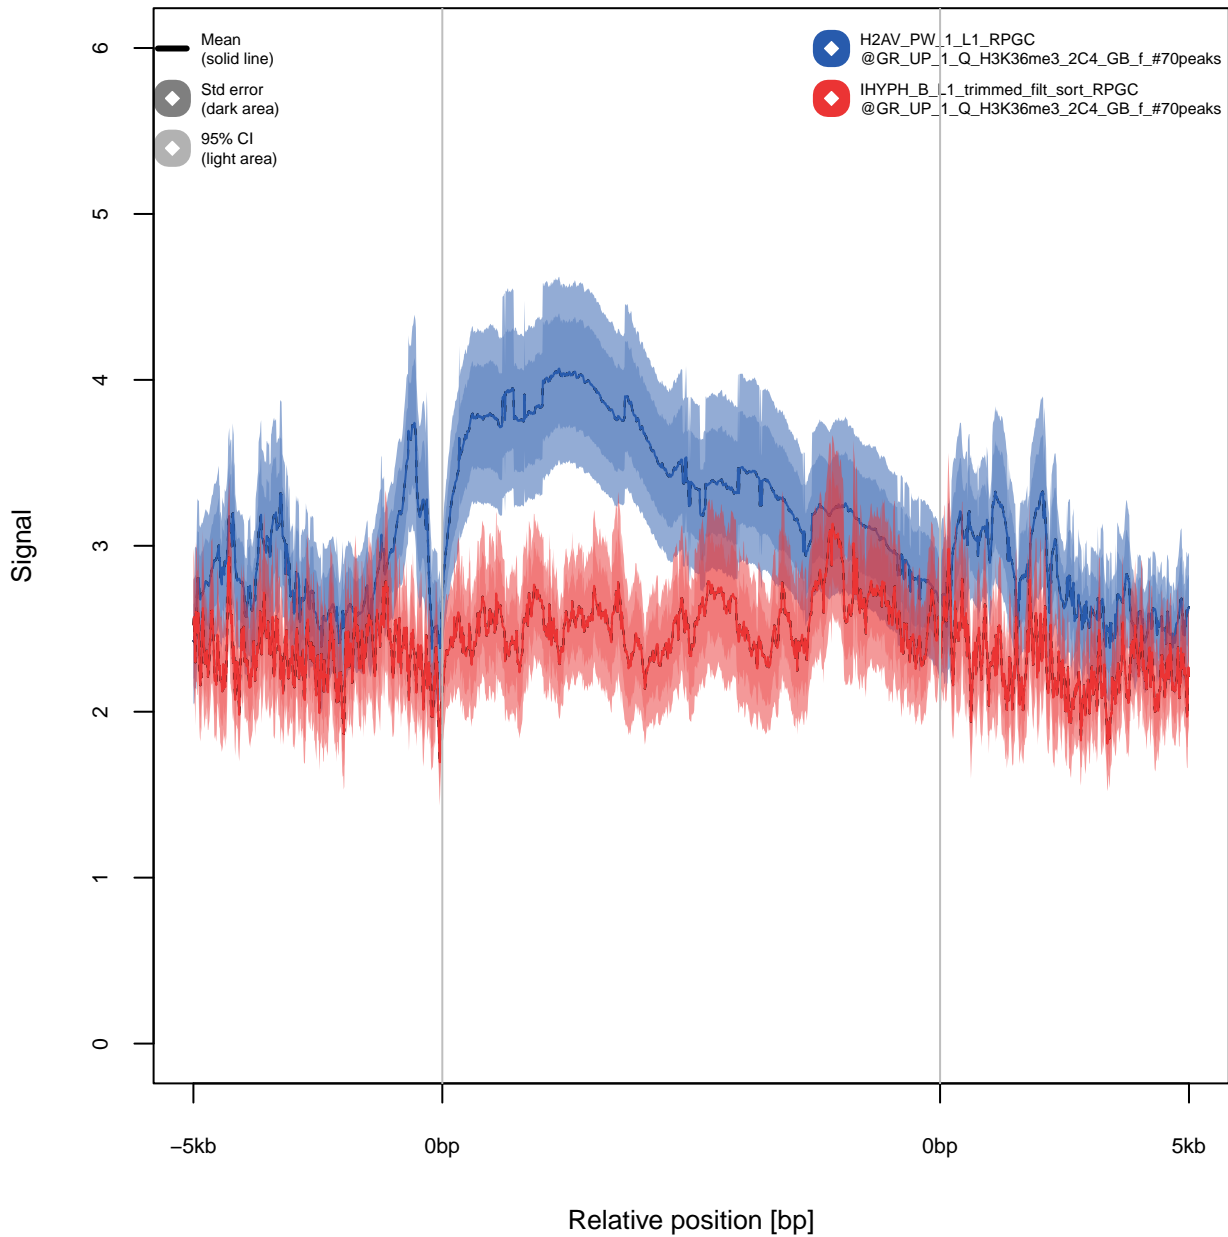 Mean
(solid line)
Std error
(dark area)
95% CI
(light area)
H2AV_PW_1_L1_RPGC
@GR_UP_1_Q_H3K36me3_2C4_GB_f_#70peaks
IHYPH_B_L1_trimmed_filt_sort_RPGC
@GR_UP_1_Q_H3K36me3_2C4_GB_f_#70peaks
6
5
4
3
2
1
0
Signal
−5kb
0bp
0bp
5kb
Relative position [bp]